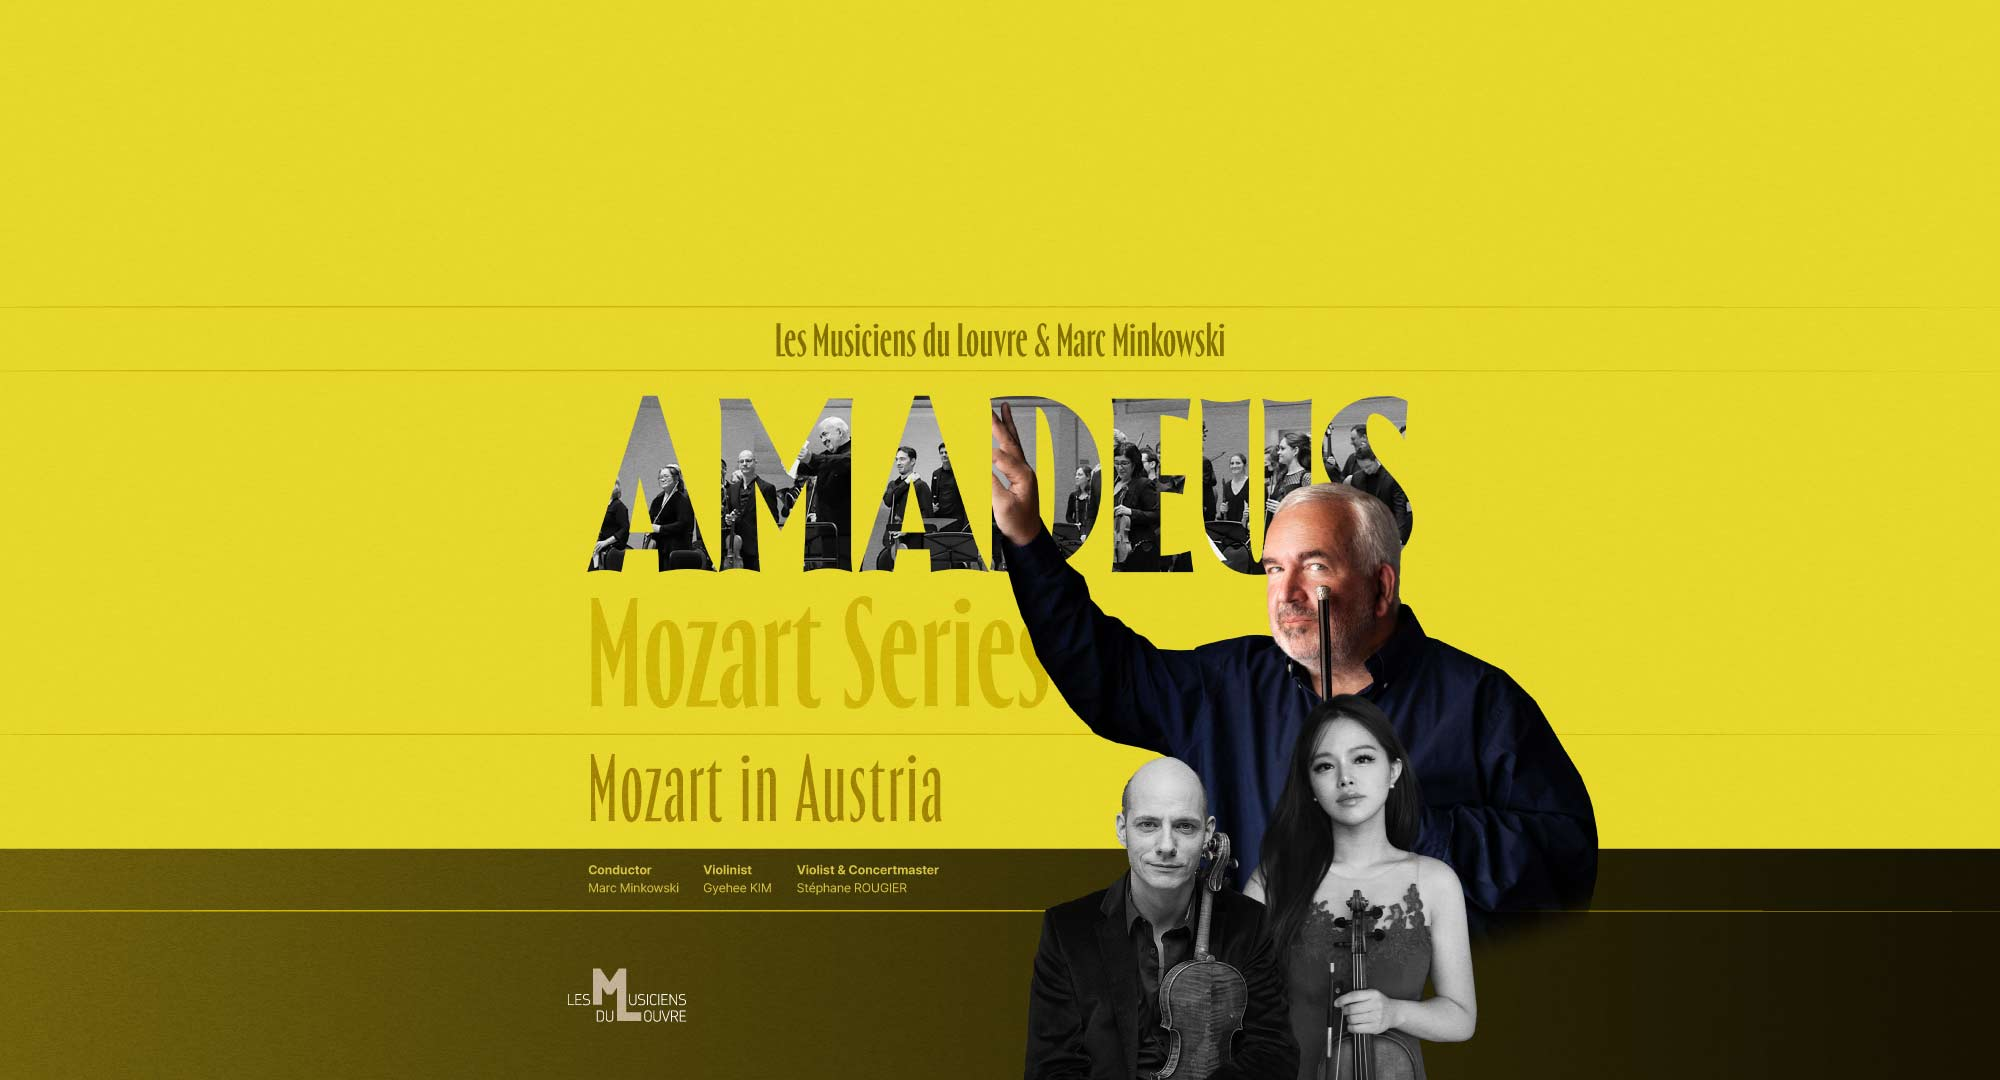 Les Musiciens du Louvre & Marc Minkowski
AMADEUS
Mozart Series
Mozart in Austria
Conductor
Marc Minkowski
Violinist
Gyehee KIM
Violist & Concertmaster
Stéphane ROUGIER
LES MUSICIENS
DU LOUVRE